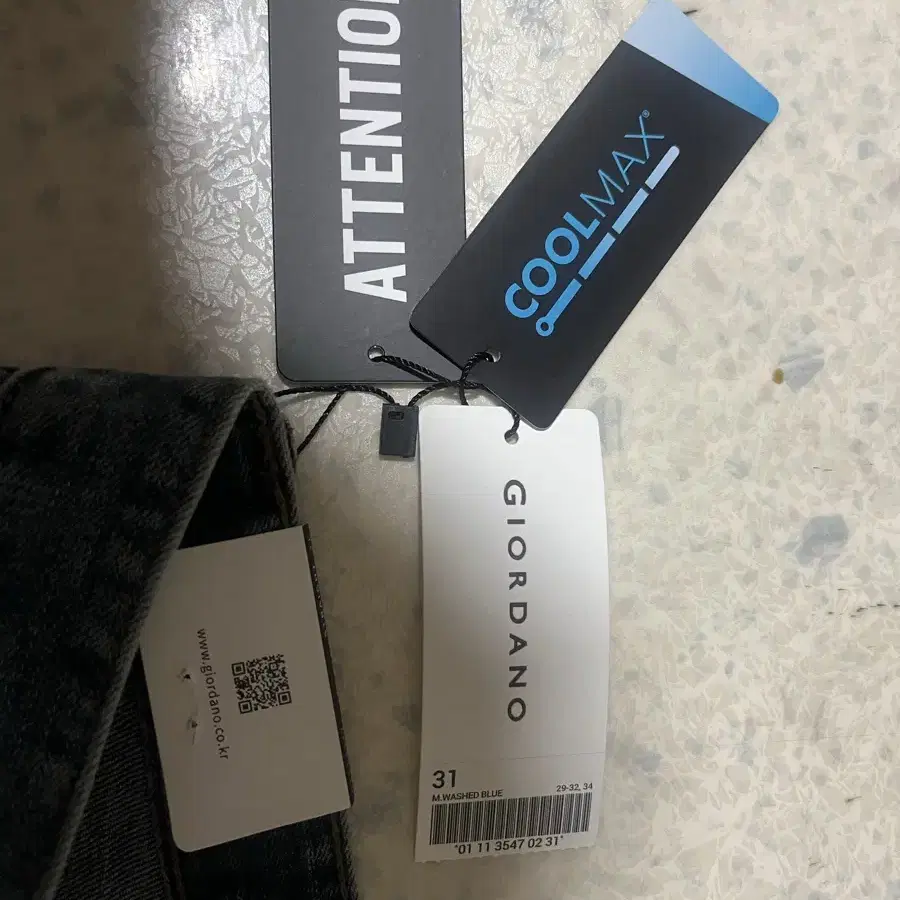 ATTENTION
COOLMAX®
GIORDANO
31
M.WASHED BLUE 29-32, 34
*01 11 3547 02 31*
www.giordano.co.kr